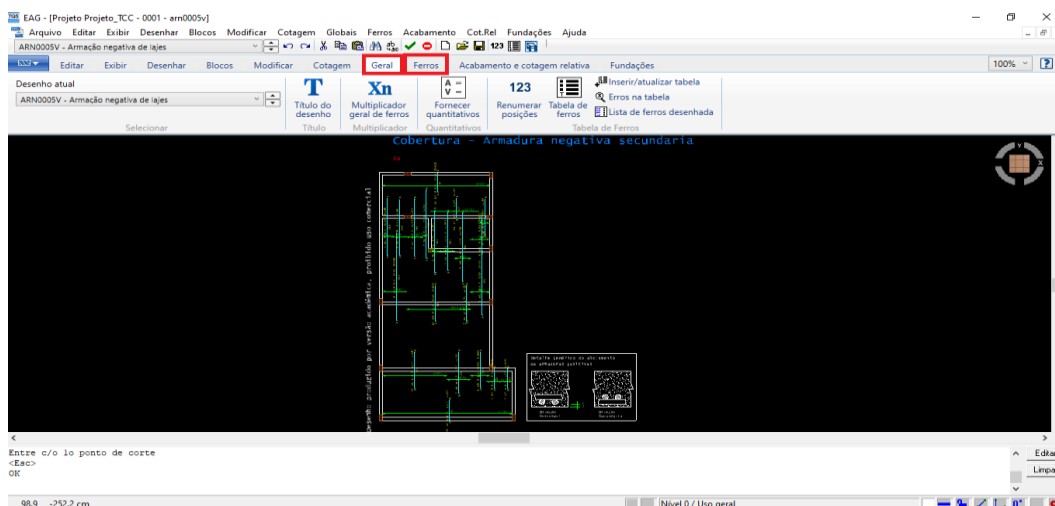 EAG - [Projeto Projeto_TCC - 0001 - arn0005v]
Arquivo Editar Exibir Desenhar Blocos Modificar Cotagem Globais Ferros Acabamento Cot.Rel Fundações Ajuda
ARN0005V - Armação negativa de lajes 123
Editar Exibir Desenhar Blocos Modificar Cotagem Geral Ferros Acabamento e cotagem relativa Fundações 100% ?
Desenho atual
ARN0005V - Armação negativa de lajes
Selecionar
T
Título do
desenho
Título
Xn
Multiplicador
geral de ferros
Multiplicador
A =
V –
Fornecer
quantitativos
Quantitativos
123
Renumerar
posições
Tabela de
ferros
Inserir/atualizar tabela
Erros na tabela
Lista de ferros desenhada
Tabela de Ferros
Cobertura - Armadura negativa secundaria
Desenho produzido por versão acadêmica, proibido uso comercial
Entre c/o lo ponto de corte
<Esc>
OK
Edita
Limpa
98.9 -252.2 cm
Nível 0 / Uso geral